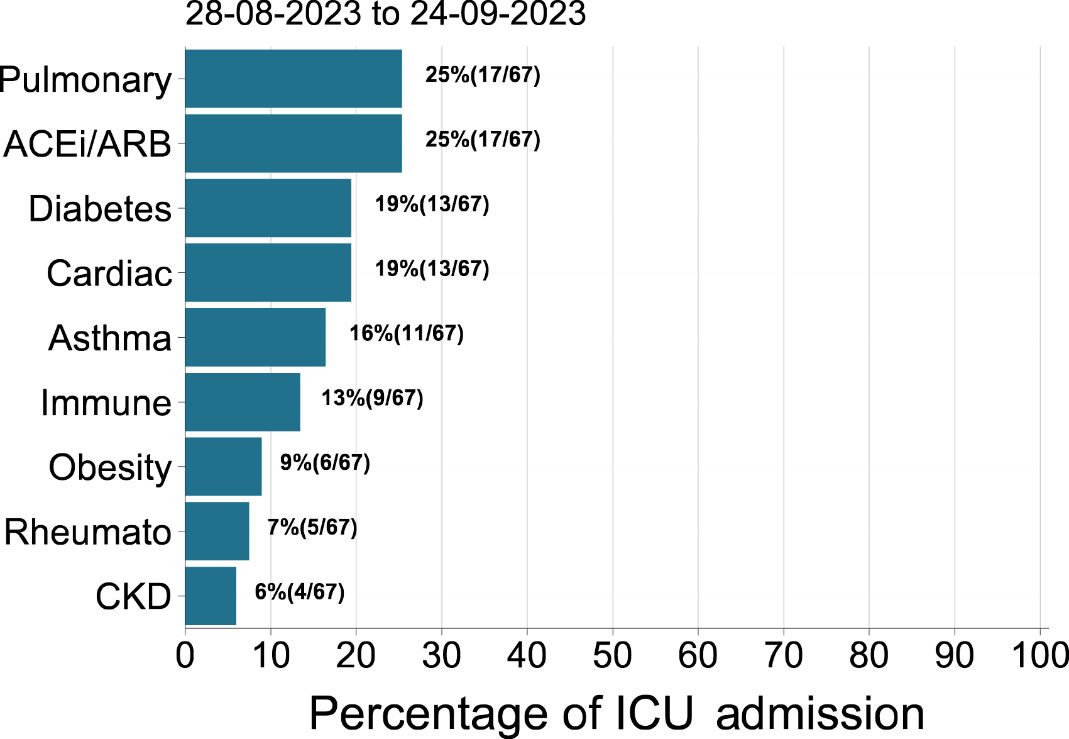 28-08-2023 to 24-09-2023
Pulmonary 25%(17/67)
ACEi/ARB 25%(17/67)
Diabetes 19%(13/67)
Cardiac 19%(13/67)
Asthma 16%(11/67)
Immune 13%(9/67)
Obesity 9%(6/67)
Rheumato 7%(5/67)
CKD 6%(4/67)
0 10 20 30 40 50 60 70 80 90 100
Percentage of ICU admission